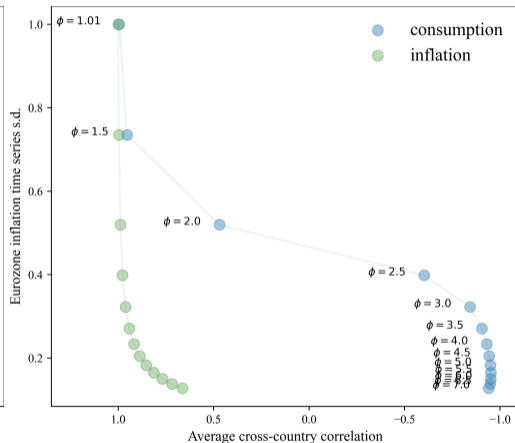 ϕ = 1.01
ϕ = 1.5
ϕ = 2.0
ϕ = 2.5
ϕ = 3.0
ϕ = 3.5
ϕ = 4.0
ϕ = 4.5
ϕ = 5.0
ϕ = 7.0
consumption
inflation
Eurozone inflation time series s.d.
1.0
0.8
0.6
0.4
0.2
1.0 0.5 0.0 −0.5 −1.0
Average cross-country correlation